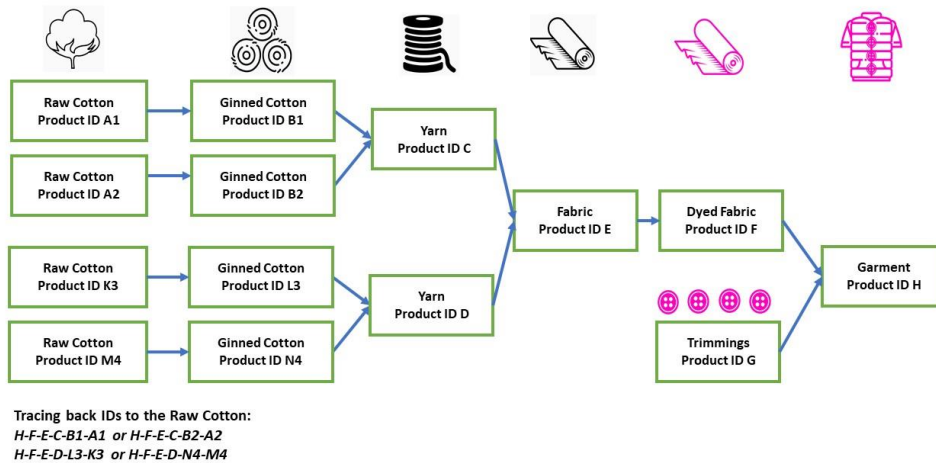 Raw Cotton
Product ID A1
Ginned Cotton
Product ID B1
Yarn
Product ID C
Raw Cotton
Product ID A2
Ginned Cotton
Product ID B2
Fabric
Product ID E
Dyed Fabric
Product ID F
Raw Cotton
Product ID K3
Ginned Cotton
Product ID L3
Yarn
Product ID D
Garment
Product ID H
Raw Cotton
Product ID M4
Ginned Cotton
Product ID N4
Trimmings
Product ID G
Tracing back IDs to the Raw Cotton:
H-F-E-C-B1-A1 or H-F-E-C-B2-A2
H-F-E-D-L3-K3 or H-F-E-D-N4-M4